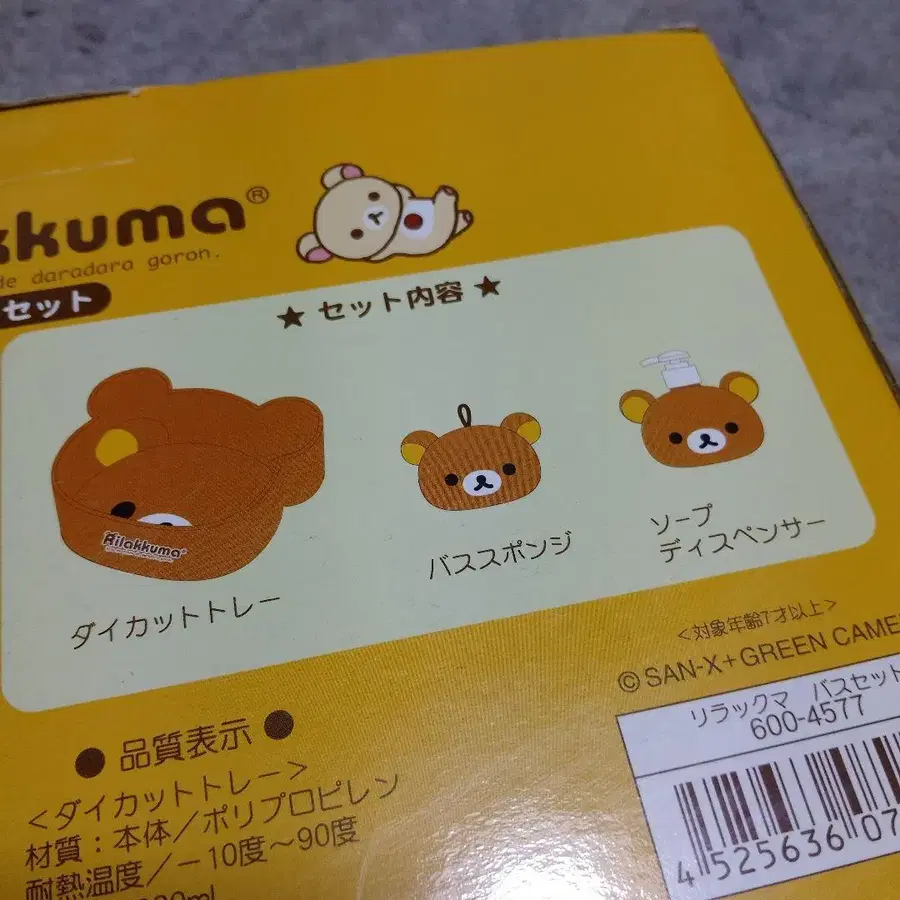 kkuma®
de daradara goron.
セット
★ セット内容 ★
Rilakkuma®
ダイカットトレー
バススポンジ
ソープ
ディスペンサー
<対象年齢7才以上>
©SAN-X+GREEN CAME
リラックマ バスセット
600-4577
4 525636 07
●品質表示●
<ダイカットトレー>
材質：本体/ポリプロピレン
耐熱温度/－10度～90度